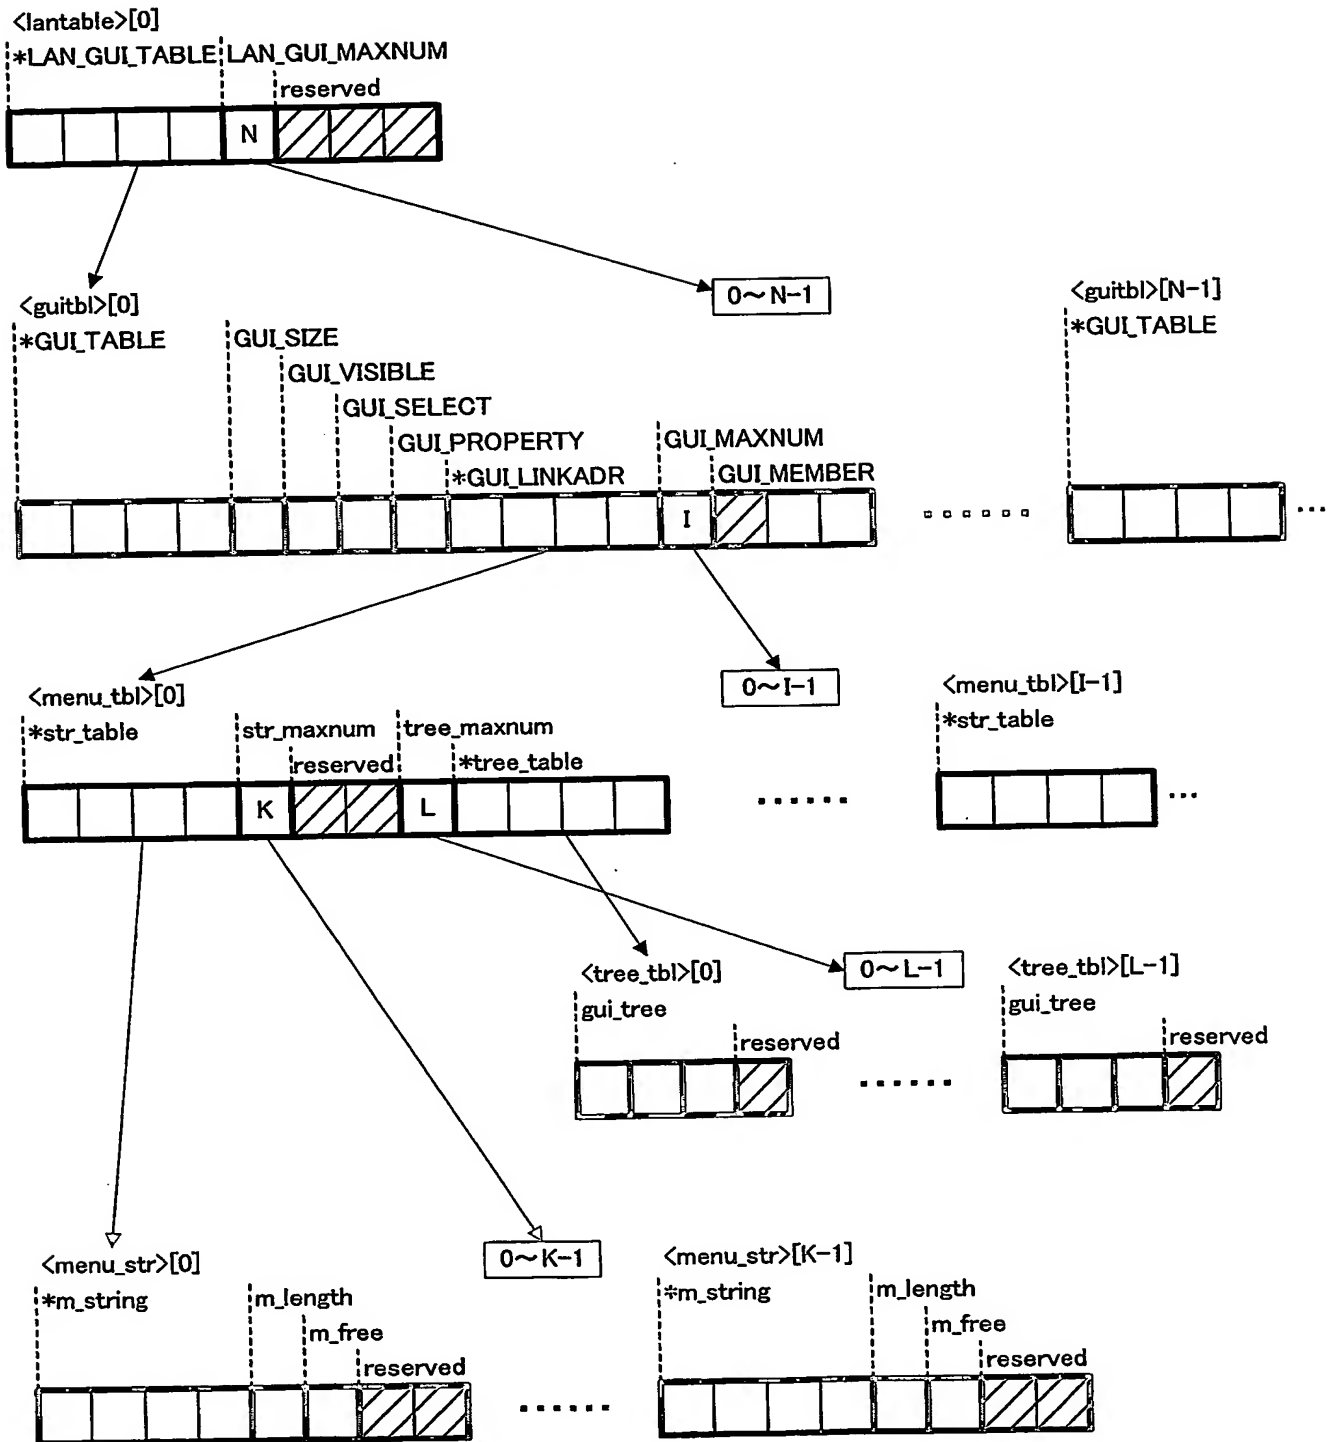 <lantable>[0]
*LAN_GUI_TABLE LAN_GUI_MAXNUM
reserved
N
0～N-1
<guitbl>[0]
<guitbl>[N-1]
*GUI_TABLE
GUI_SIZE
*GUI_TABLE
GUI_VISIBLE
GUI_SELECT
GUI_PROPERTY
GUI_MAXNUM
*GUI_LINKADR
GUI_MEMBER
I
0～I-1
<menu_tbl>[0]
<menu_tbl>[I-1]
*str_table
str_maxnum
tree_maxnum
*str_table
reserved
*tree_table
K
L
<tree_tbl>[0]
0～L-1
<tree_tbl>[L-1]
gui_tree
gui_tree
reserved
reserved
<menu_str>[0]
0～K-1
<menu_str>[K-1]
*m_string
m_length
*m_string
m_length
m_free
m_free
reserved
reserved